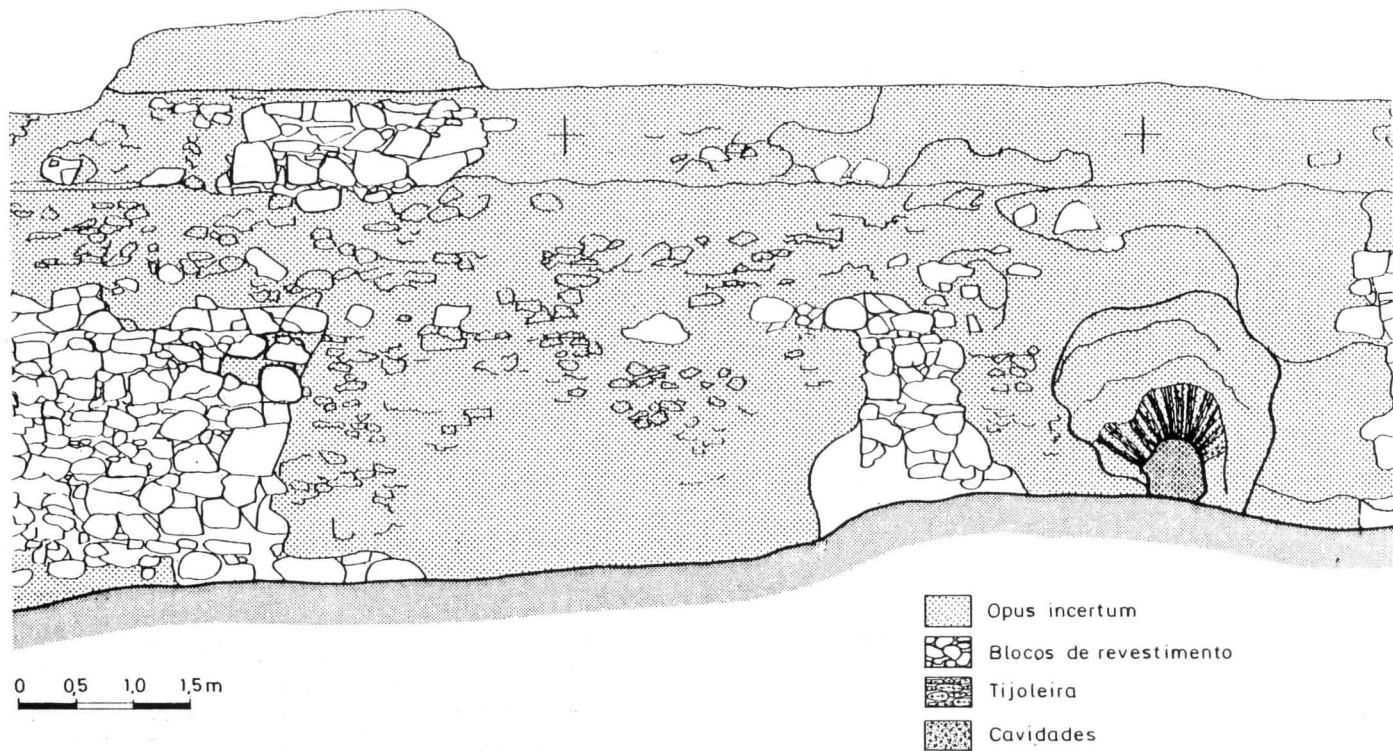 0 0,5 1,0 1,5 m
Opus incertum
Blocos de revestimento
Tijoleira
Cavidades